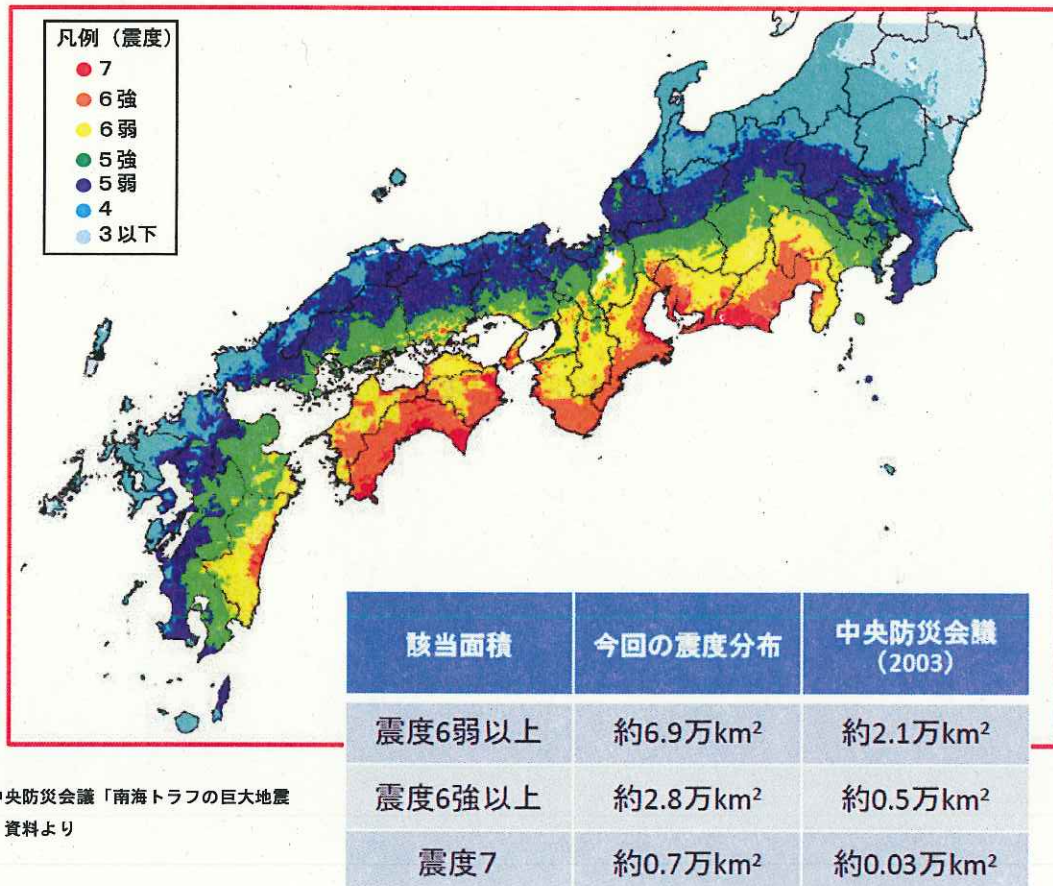 凡例（震度）
7
6強
6弱
5強
5弱
4
3以下
該当面積
今回の震度分布
中央防災会議
（2003）
震度6弱以上
約6.9万km²
約2.1万km²
震度6強以上
約2.8万km²
約0.5万km²
震度7
約0.7万km²
約0.03万km²
中央防災会議「南海トラフの巨大地震
資料より